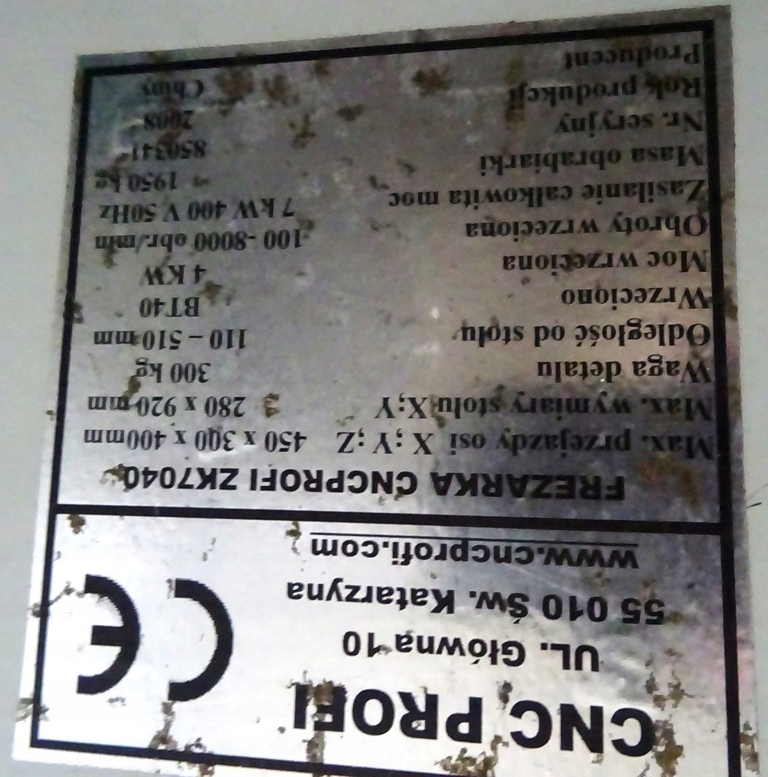 CNC PROFI
UL. Główna 10
55 010 Św. Katarzyna
www.cncprofi.com
CE
FREZARKA CNCPROFI ZK7040
Max. przejazdy osi X ;Y ;Z 450 x 300 x 400mm
Max. wymiary stołu X;Y 280 x 920 mm
Waga detalu 300 kg
Odległość od stołu 110 – 510 mm
Wrzeciono BT40
Moc wrzeciona 4 KW
Obroty wrzeciona 100 -8000 obr/min
Zasilanie całkowita moc 7 kW 400 V 50Hz
Masa obrabiarki 1950 kg
Nr. seryjny 850341
Rok produkcji 2008
Producent Chiny